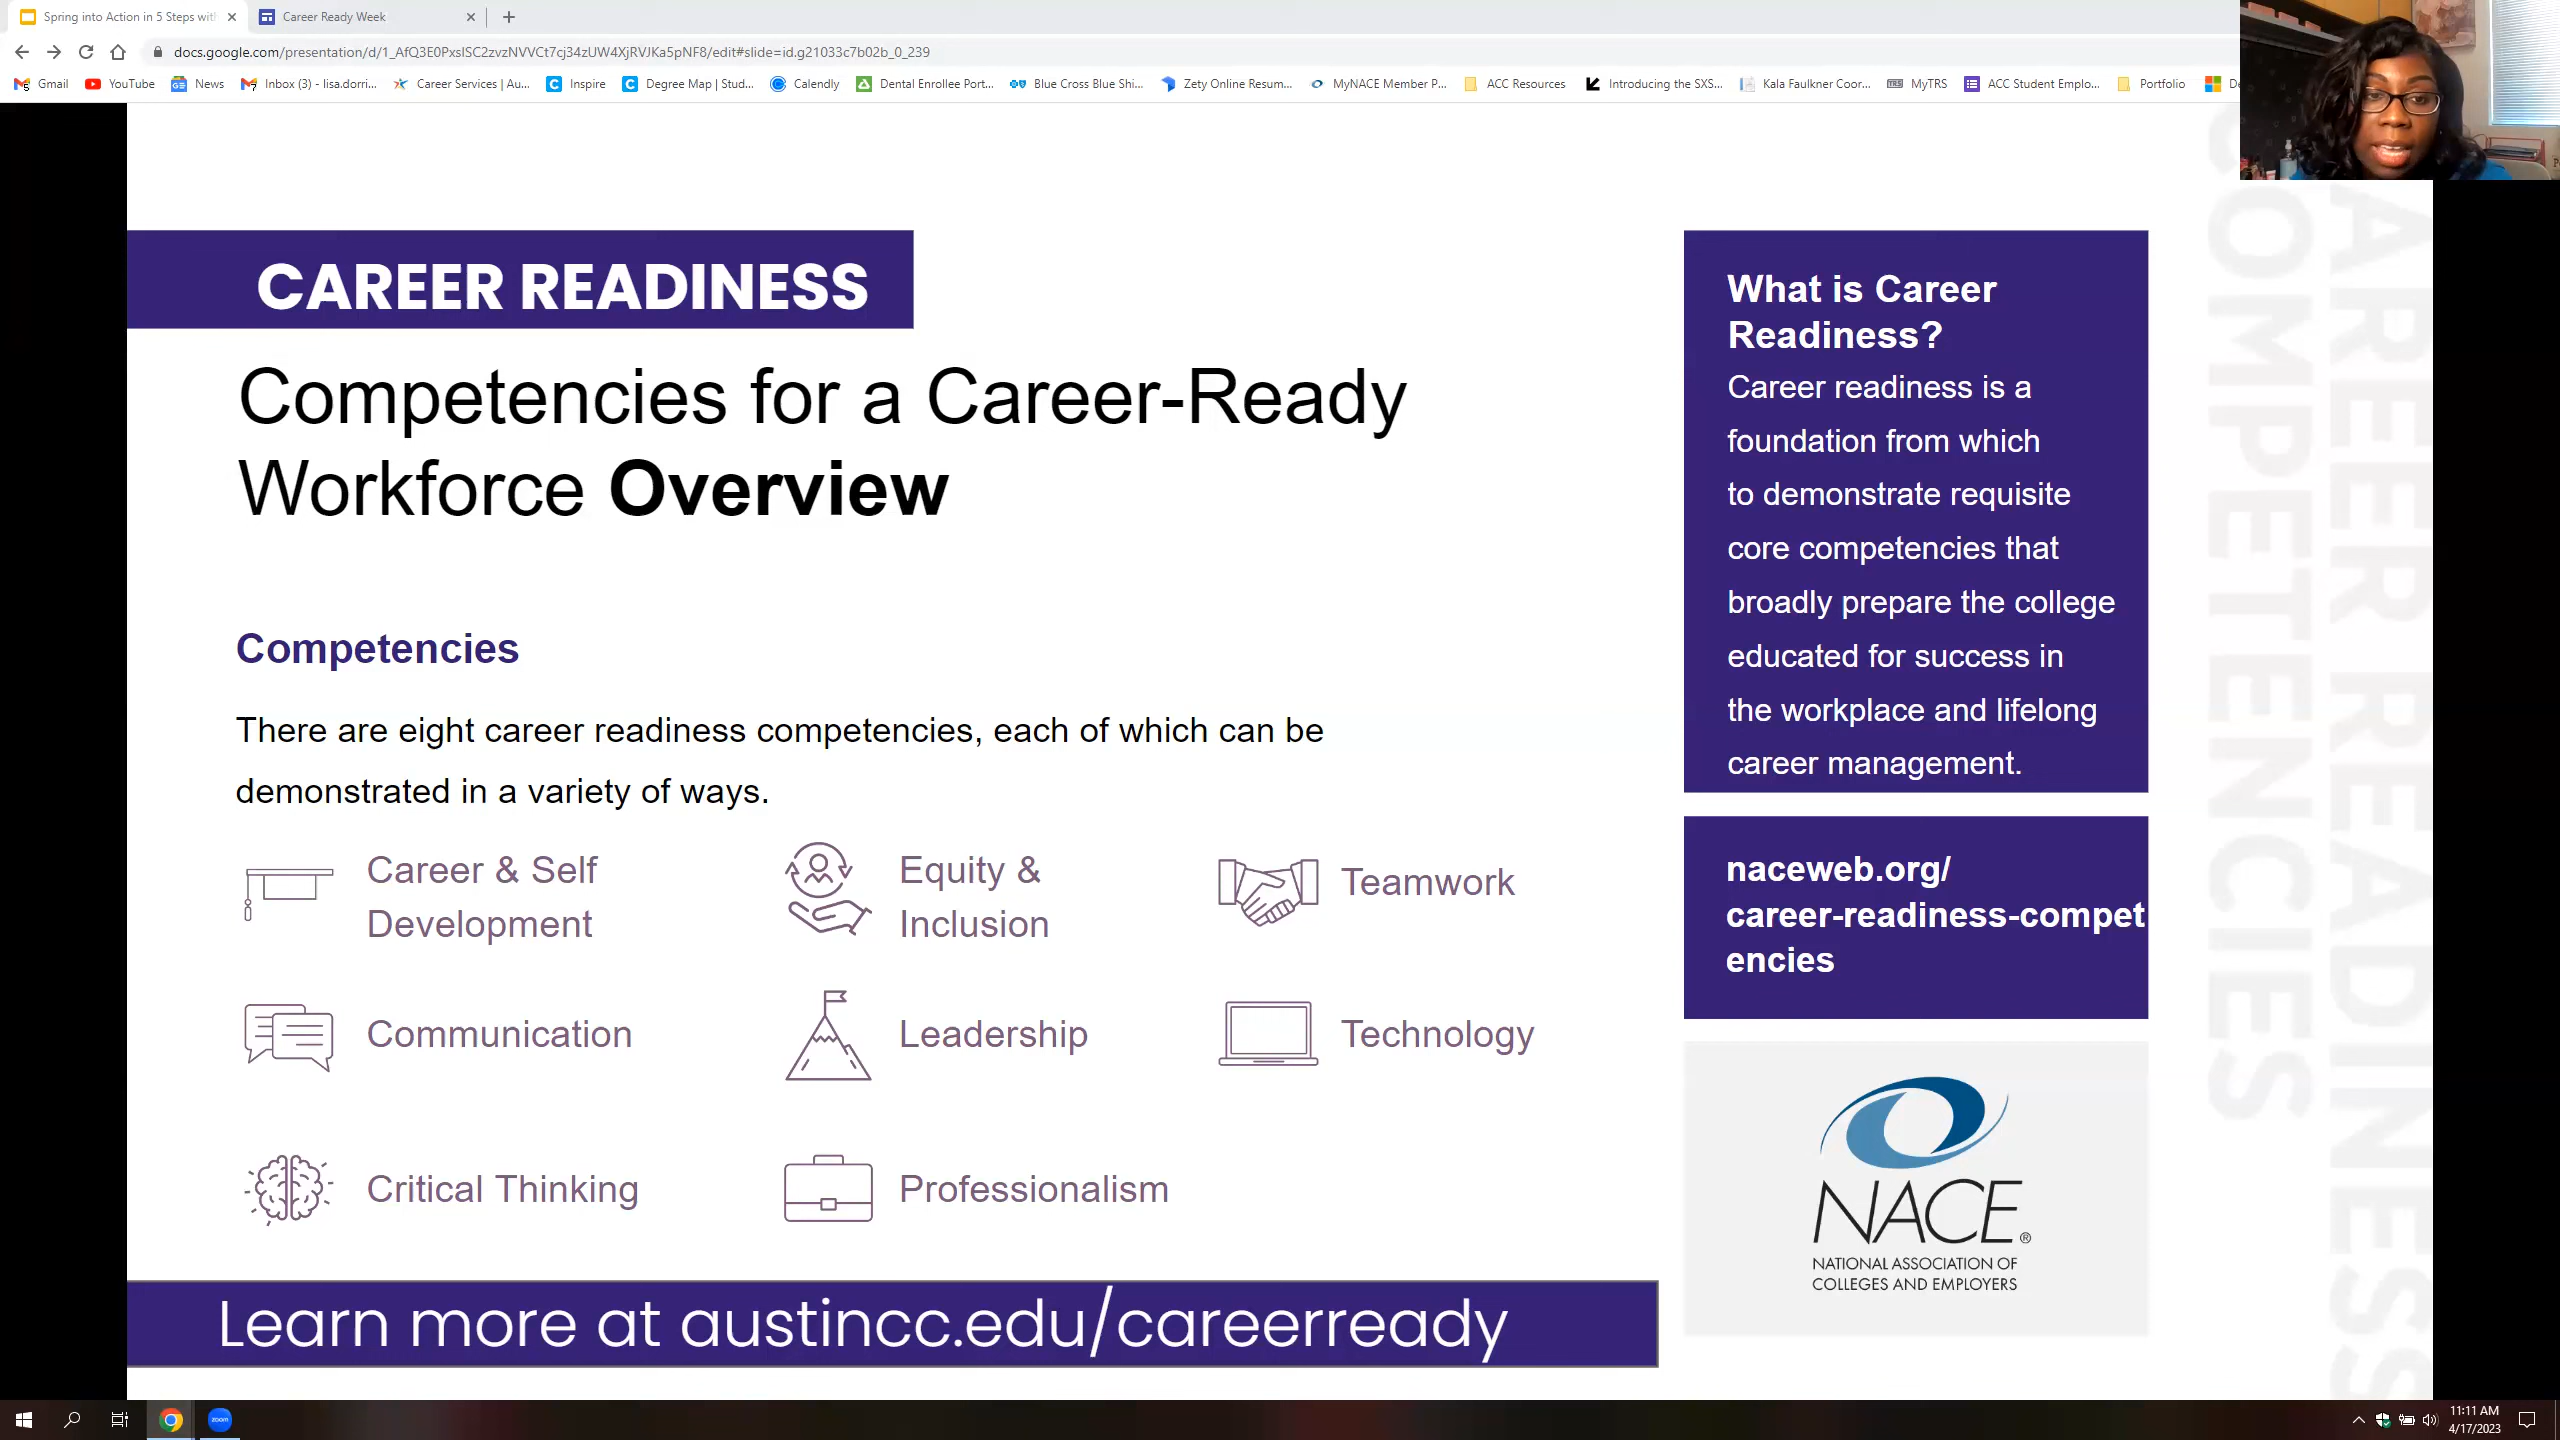 Spring into Action in 5 Steps wit
Career Ready Week
docs.google.com/presentation/d/1_AfQ3E0PxsISC2zvzNVVCt7cj34zUW4XjRVJKa5pNF8/edit#slide=id.g21033c7b02b_0_239
Gmail YouTube News Inbox (3) - lisa.dorri... Career Services | Au... Inspire Degree Map | Stud... Calendly Dental Enrollee Port... Blue Cross Blue Shi... Zety Online Resum... MyNACE Member P... ACC Resources Introducing the SXS... Kala Faulkner Coor... MyTRS ACC Student Emplo... Portfolio
CAREER READINESS
Competencies for a Career-Ready
Workforce Overview
Competencies
There are eight career readiness competencies, each of which can be
demonstrated in a variety of ways.
Career & Self
Development
Equity &
Inclusion
Teamwork
Communication
Leadership
Technology
Critical Thinking
Professionalism
Learn more at austincc.edu/careerready
What is Career
Readiness?
Career readiness is a
foundation from which
to demonstrate requisite
core competencies that
broadly prepare the college
educated for success in
the workplace and lifelong
career management.
naceweb.org/
career-readiness-compet
encies
NACE®
NATIONAL ASSOCIATION OF
COLLEGES AND EMPLOYERS
CAREER READINESS
COMPETENCIES
zoom
11:11 AM
4/17/2023